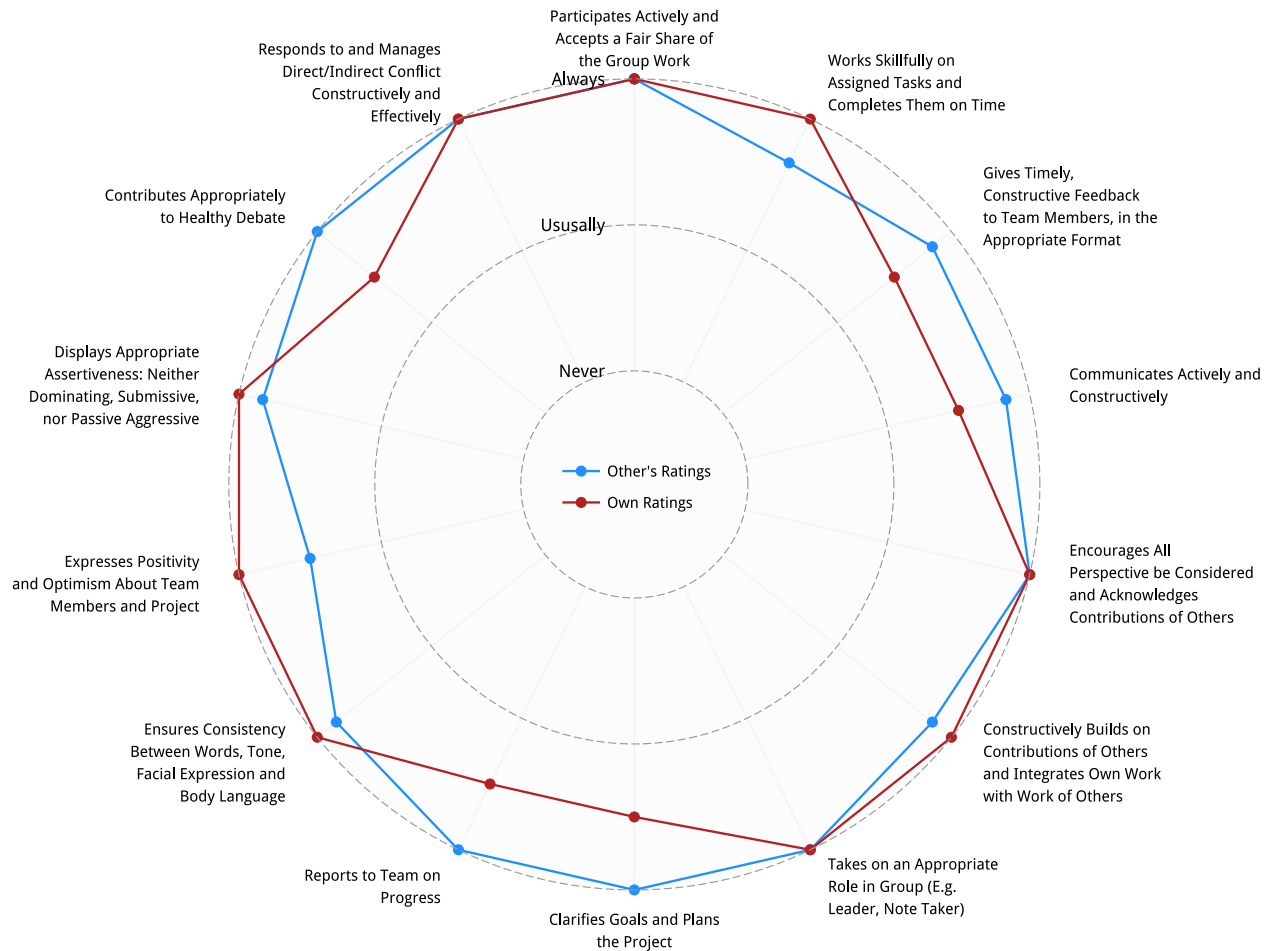 Participates Actively and
Accepts a Fair Share of
the Group Work
Works Skillfully on
Assigned Tasks and
Completes Them on Time
Gives Timely,
Constructive Feedback
to Team Members, in the
Appropriate Format
Communicates Actively and
Constructively
Encourages All
Perspective be Considered
and Acknowledges
Contributions of Others
Constructively Builds on
Contributions of Others
and Integrates Own Work
with Work of Others
Takes on an Appropriate
Role in Group (E.g.
Leader, Note Taker)
Clarifies Goals and Plans
the Project
Reports to Team on
Progress
Ensures Consistency
Between Words, Tone,
Facial Expression and
Body Language
Expresses Positivity
and Optimism About Team
Members and Project
Displays Appropriate
Assertiveness: Neither
Dominating, Submissive,
nor Passive Aggressive
Contributes Appropriately
to Healthy Debate
Responds to and Manages
Direct/Indirect Conflict
Constructively and
Effectively
Always
Ususally
Never
Other's Ratings
Own Ratings